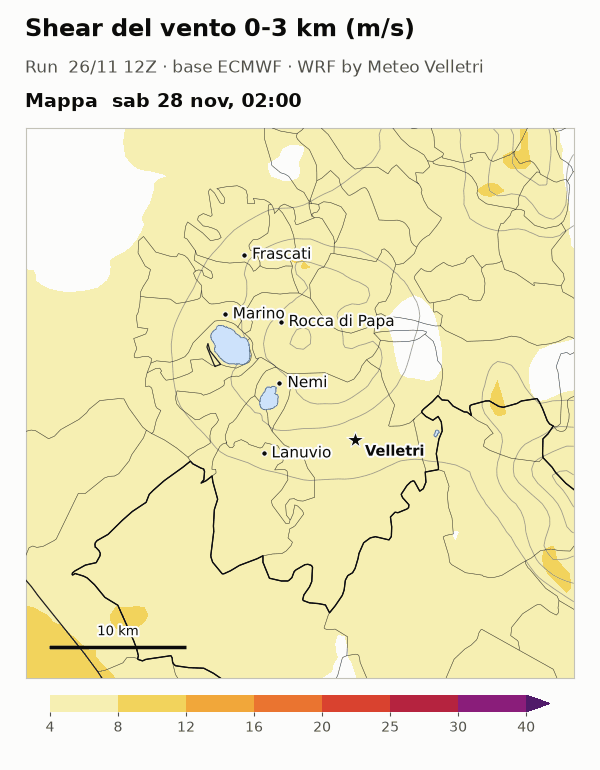 Shear del vento 0-3 km (m/s)
Run  26/11 12Z · base ECMWF · WRF by Meteo Velletri
Mappa  sab 28 nov, 02:00
Frascati
Marino
Rocca di Papa
Nemi
Velletri
Lanuvio
10 km
4 8 12 16 20 25 30 40